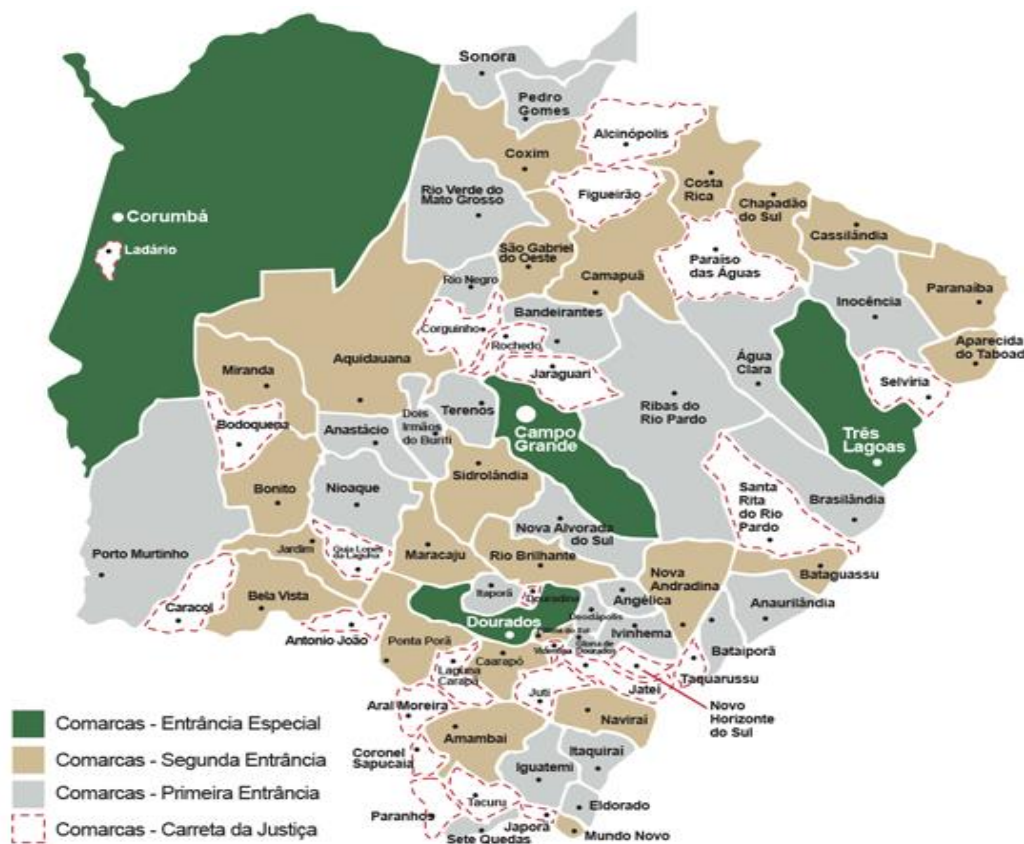 Sonora
Pedro
Gomes
Alcinópolis
Coxim
Costa
Rica
Figueirão
Rio Verde do
Mato Grosso
Chapadão
do Sul
Corumbá
Cassilândia
Ladário
São Gabriel
do Oeste
Paraíso
das Águas
Camapuã
Rio Negro
Paranaíba
Inocência
Bandeirantes
Corguinho
Rochedo
Aparecida
do Taboad
Aquidauana
Água
Clara
Miranda
Jaraguari
Selvíria
Ribas do
Rio Pardo
Terenos
Dois
Irmãos
do Buriti
Campo
Grande
Bodoquena
Anastácio
Três
Lagoas
Sidrolândia
Santa
Rita
do Rio
Pardo
Bonito
Nioaque
Brasilândia
Nova Alvorada
do Sul
Porto Murtinho
Jardim
Guia Lopes
da Laguna
Maracaju
Rio Brilhante
Nova
Andradina
Bataguassu
Bela Vista
Itaporã
Douradina
Angélica
Anaurilândia
Caracol
Deodápolis
Dourados
Antonio João
Ivinhema
Ponta Porã
Vicentina
Glória de
Dourados
Bataiporã
Caarapó
Laguna
Carapã
Taquarussu
Jateí
Juti
Novo
Horizonte
do Sul
Aral Moreira
Naviraí
Amambai
Coronel
Sapucaia
Itaquiraí
Iguatemi
Tacuru
Eldorado
Paranhos
Japorã
Sete Quedas
Mundo Novo
Comarcas - Entrância Especial
Comarcas - Segunda Entrância
Comarcas - Primeira Entrância
Comarcas - Carreta da Justiça